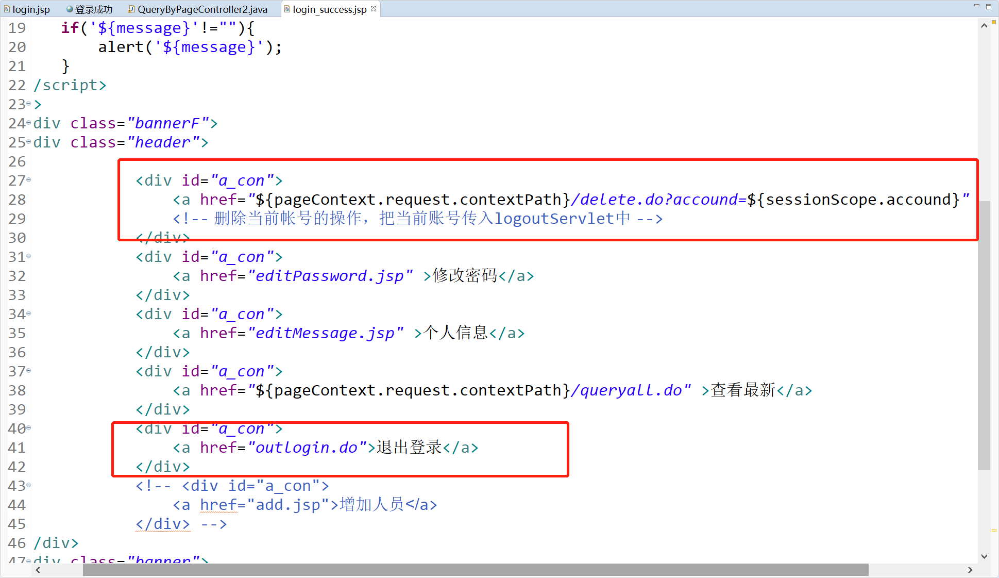 login.jsp 登录成功 QueryByPageController2.java login_success.jsp
19 if('${message}'!=""){
20 alert('${message}');
21 }
22 /script>
23 >
24 div class="bannerF">
25 div class="header">
26
27 <div id="a_con">
28 <a href="${pageContext.request.contextPath}/delete.do?accound=${sessionScope.accound}"
29 <!-- 删除当前帐号的操作，把当前账号传入logoutServlet中 -->
30 </div>
31 <div id="a_con">
32 <a href="editPassword.jsp" >修改密码</a>
33 </div>
34 <div id="a_con">
35 <a href="editMessage.jsp" >个人信息</a>
36 </div>
37 <div id="a_con">
38 <a href="${pageContext.request.contextPath}/queryall.do" >查看最新</a>
39 </div>
40 <div id="a_con">
41 <a href="outlogin.do">退出登录</a>
42 </div>
43 <!-- <div id="a_con">
44 <a href="add.jsp">增加人员</a>
45 </div> -->
46 /div>
47 div class="banner">